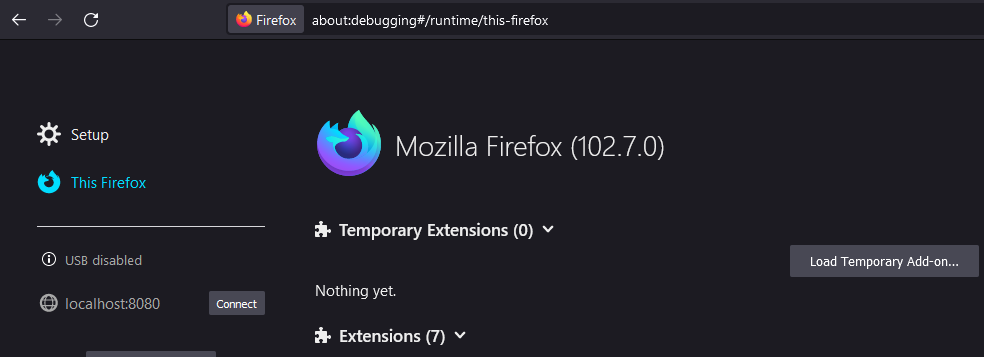 Firefox about:debugging#/runtime/this-firefox
Setup
This Firefox
USB disabled
localhost:8080 Connect
Mozilla Firefox (102.7.0)
Temporary Extensions (0)
Load Temporary Add-on...
Nothing yet.
Extensions (7)